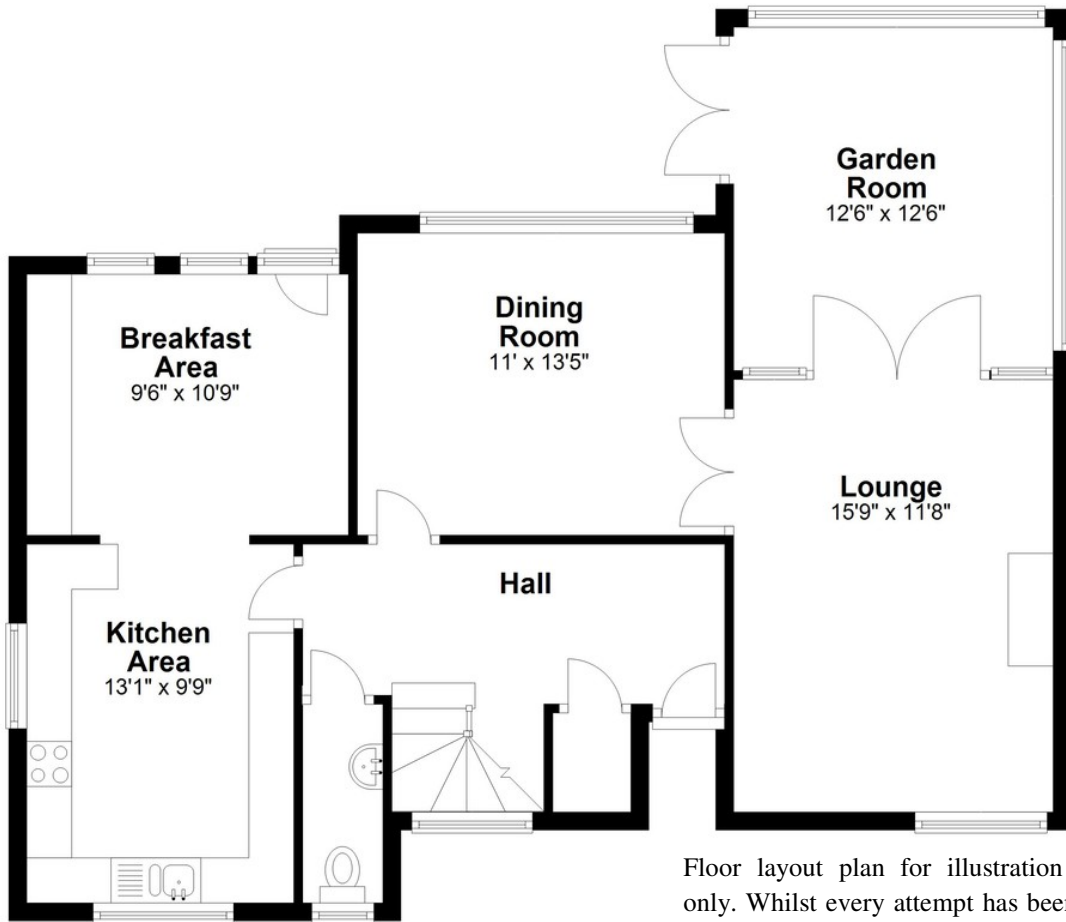 Garden
Room
12'6" x 12'6"
Dining
Room
11' x 13'5"
Breakfast
Area
9'6" x 10'9"
Lounge
15'9" x 11'8"
Hall
Kitchen
Area
13'1" x 9'9"
Floor layout plan for illustration
only. Whilst every attempt has been